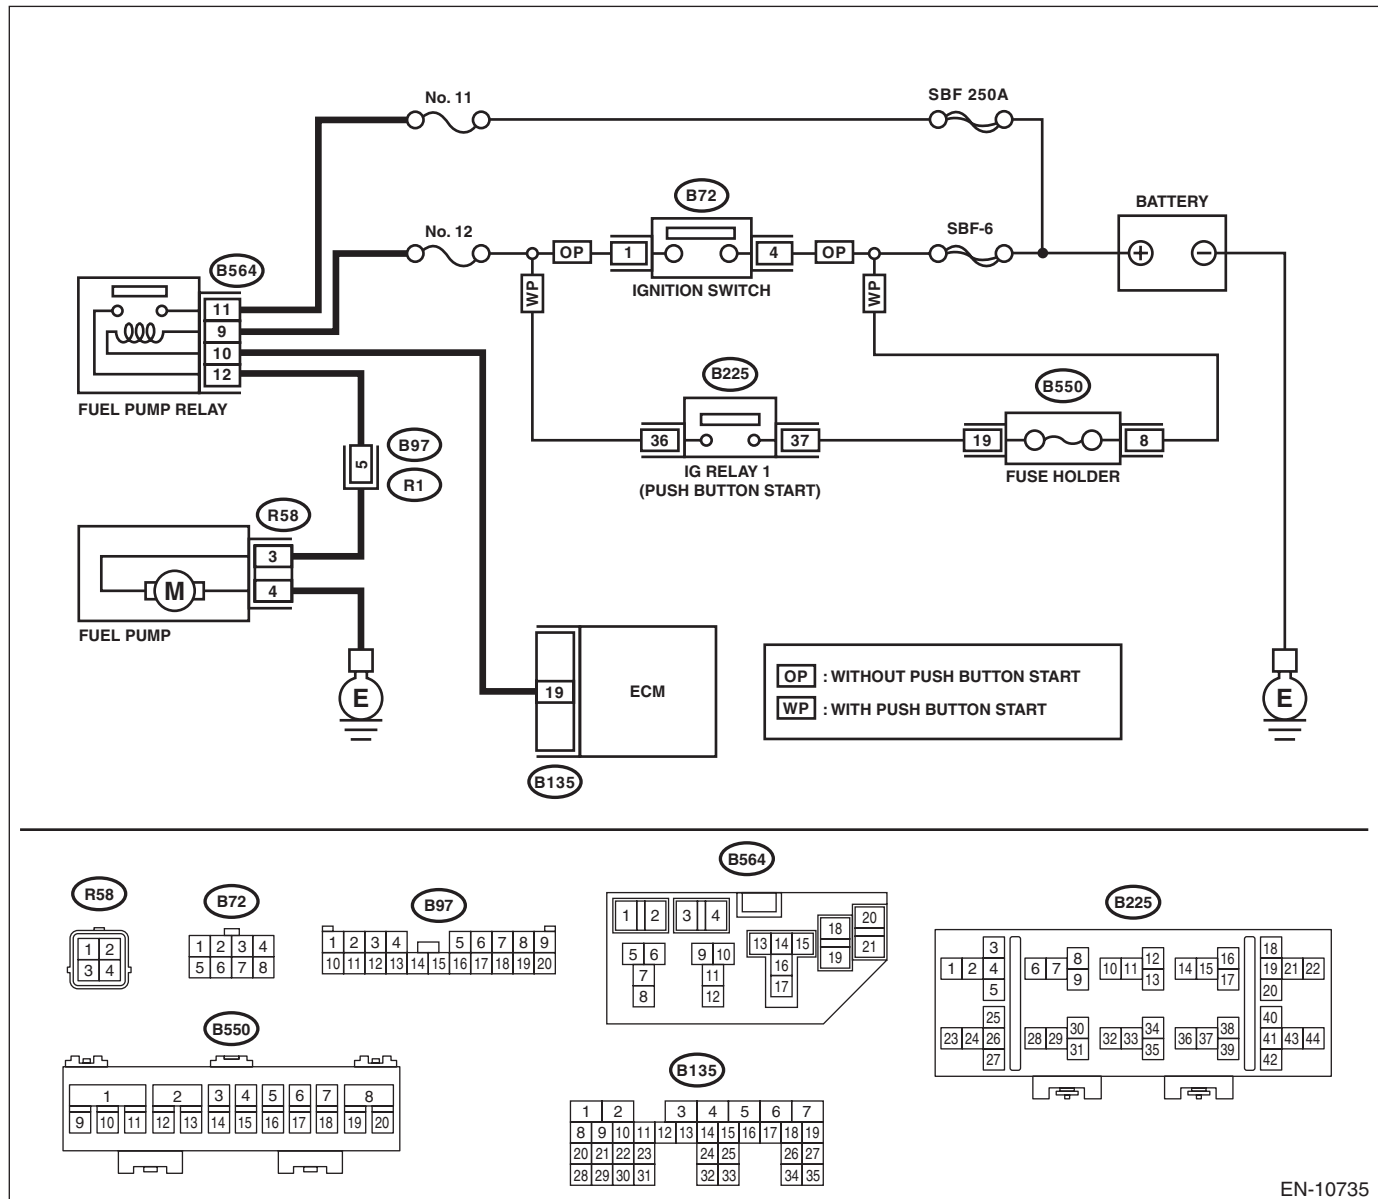 No. 11
SBF 250A
B72
BATTERY
No. 12
SBF-6
OP
1
4
OP
B564
WP
IGNITION SWITCH
WP
11
9
10
12
B225
B550
FUEL PUMP RELAY
36
37
19
8
B97
5
IG RELAY 1
(PUSH BUTTON START)
FUSE HOLDER
R1
R58
3
M
4
FUEL PUMP
E
19
ECM
OP : WITHOUT PUSH BUTTON START
WP : WITH PUSH BUTTON START
E
B135
R58
1 2
3 4
B72
1 2 3 4
5 6 7 8
B97
1 2 3 4 5 6 7 8 9
10 11 12 13 14 15 16 17 18 19 20
B564
1 2 3 4 18 20
5 6 9 10 13 14 15 19 21
7 11 16
8 12 17
B225
3 8 12 16 18
1 2 4 6 7 9 10 11 13 14 15 17 19 21 22
5 20
25 30 34 38 40
23 24 26 28 29 31 32 33 35 36 37 39 41 43 44
27 42
B550
1 2 3 4 5 6 7 8
9 10 11 12 13 14 15 16 17 18 19 20
B135
1 2 3 4 5 6 7
8 9 10 11 12 13 14 15 16 17 18 19
20 21 22 23 24 25 26 27
28 29 30 31 32 33 34 35
EN-10735